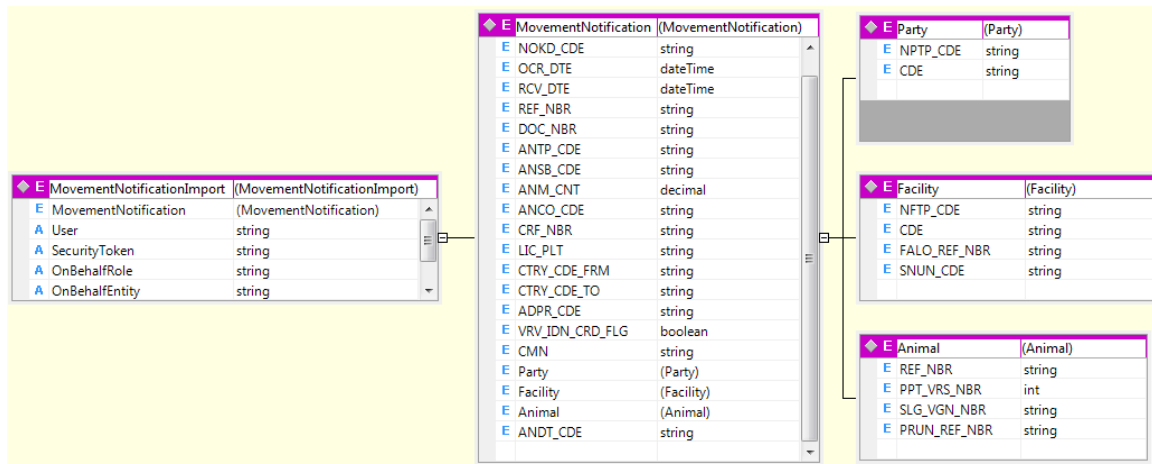 E MovementNotificationImport (MovementNotificationImport)
E MovementNotification (MovementNotification)
A User string
A SecurityToken string
A OnBehalfRole string
A OnBehalfEntity string
E MovementNotification (MovementNotification)
E NOKD_CDE string
E OCR_DTE dateTime
E RCV_DTE dateTime
E REF_NBR string
E DOC_NBR string
E ANTP_CDE string
E ANSB_CDE string
E ANM_CNT decimal
E ANCO_CDE string
E CRF_NBR string
E LIC_PLT string
E CTRY_CDE_FRM string
E CTRY_CDE_TO string
E ADPR_CDE string
E VRV_IDN_CRD_FLG boolean
E CMN string
E Party (Party)
E Facility (Facility)
E Animal (Animal)
E ANDT_CDE string
E Party (Party)
E NPTP_CDE string
E CDE string
E Facility (Facility)
E NFTP_CDE string
E CDE string
E FALO_REF_NBR string
E SNUN_CDE string
E Animal (Animal)
E REF_NBR string
E PPT_VRS_NBR int
E SLG_VGN_NBR string
E PRUN_REF_NBR string